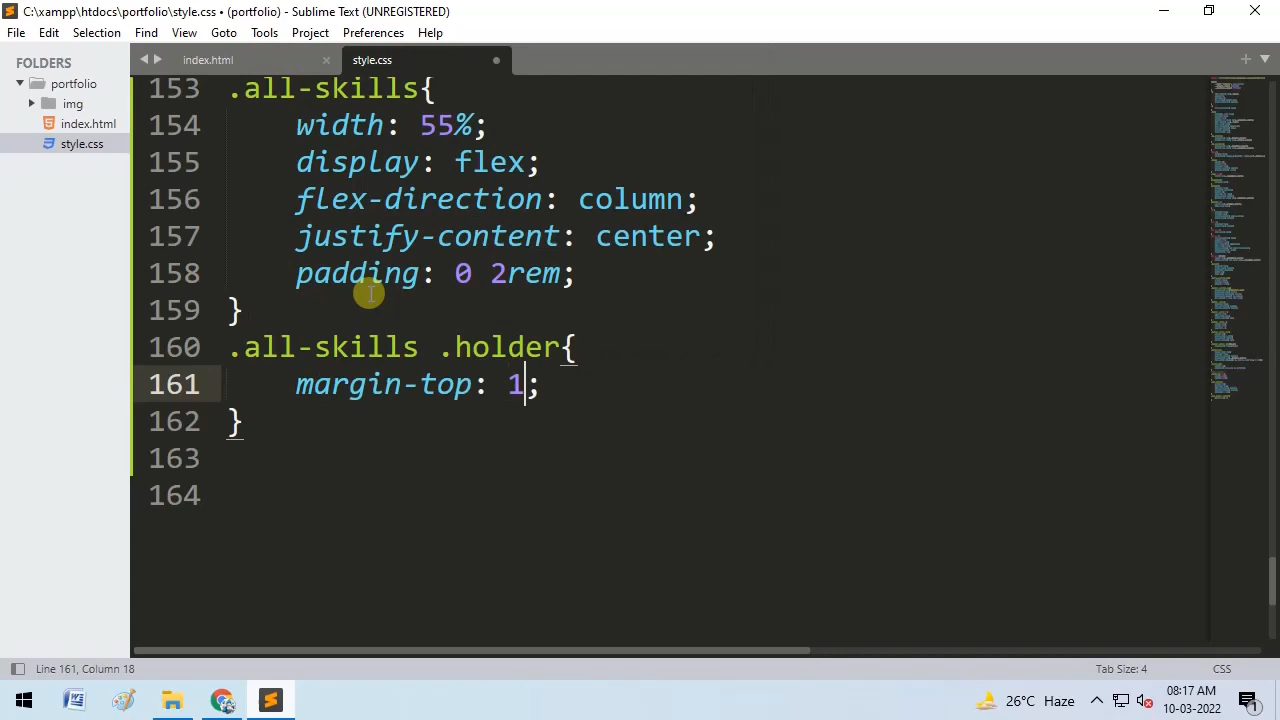 C:\xampp\htdocs\portfolio\style.css • (portfolio) - Sublime Text (UNREGISTERED)
File Edit Selection Find View Goto Tools Project Preferences Help
FOLDERS
portfolio
img
index.html
style.css
index.html
style.css
153 .all-skills{
154 width: 55%;
155 display: flex;
156 flex-direction: column;
157 justify-content: center;
158 padding: 0 2rem;
159 }
160 .all-skills .holder{
161 margin-top: 1;
162 }
163
164
Line 161, Column 18
Tab Size: 4
CSS
26°C Haze
08:17 AM
10-03-2022
1